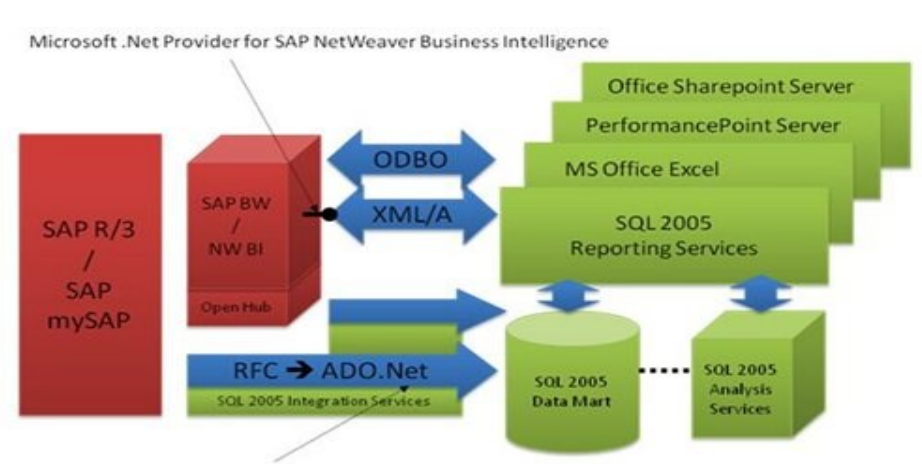 Microsoft .Net Provider for SAP NetWeaver Business Intelligence
Office Sharepoint Server
PerformancePoint Server
MS Office Excel
SQL 2005
Reporting Services
ODBO
XML/A
SAP R/3
/
SAP
mySAP
SAP BW
/
NW BI
Open Hub
RFC ➔ ADO.Net
SQL 2005 Integration Services
SQL 2005
Data Mart
SQL 2005
Analysis
Services